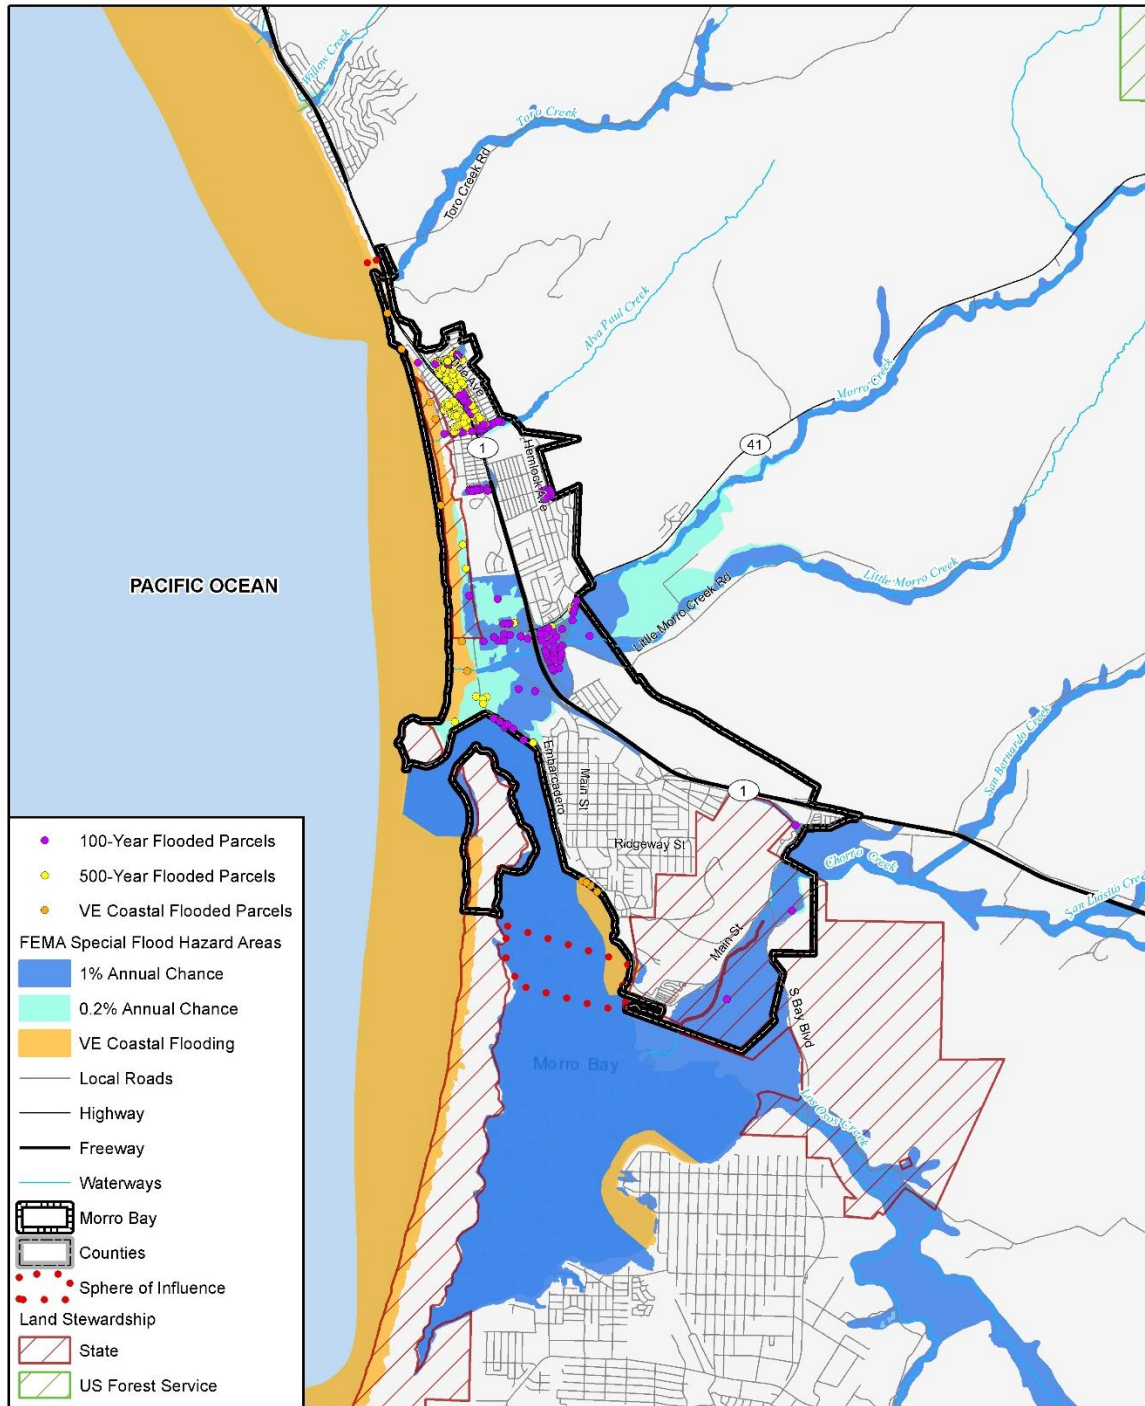 Willow Creek
Toro Creek
Toro Creek Rd
Alva Paul Creek
Ave
1
41
Morro Creek
Hemlock Ave
PACIFIC OCEAN
Little Morro Creek
Little Morro Creek Rd
San Bernardo Creek
Embarcadero
Main St
1
Ridgeway St
Chorro Creek
San Luisito Cree
Main St
S Bay Blvd
Morro Bay
Los Osos Creek
100-Year Flooded Parcels
500-Year Flooded Parcels
VE Coastal Flooded Parcels
FEMA Special Flood Hazard Areas
1% Annual Chance
0.2% Annual Chance
VE Coastal Flooding
Local Roads
Highway
Freeway
Waterways
Morro Bay
Counties
Sphere of Influence
Land Stewardship
State
US Forest Service